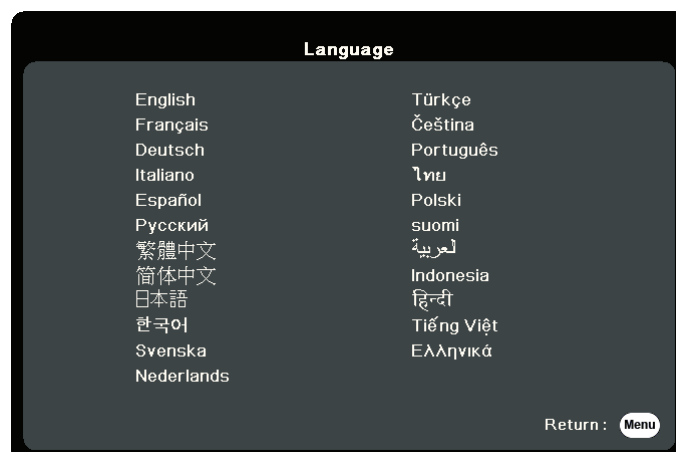 Language
English
Français
Deutsch
Italiano
Español
Русский
繁體中文
简体中文
日本語
한국어
Svenska
Nederlands
Türkçe
Čeština
Português
ไทย
Polski
suomi
العربية
Indonesia
हिन्दी
Tiếng Việt
Ελληνικά
Return : Menu